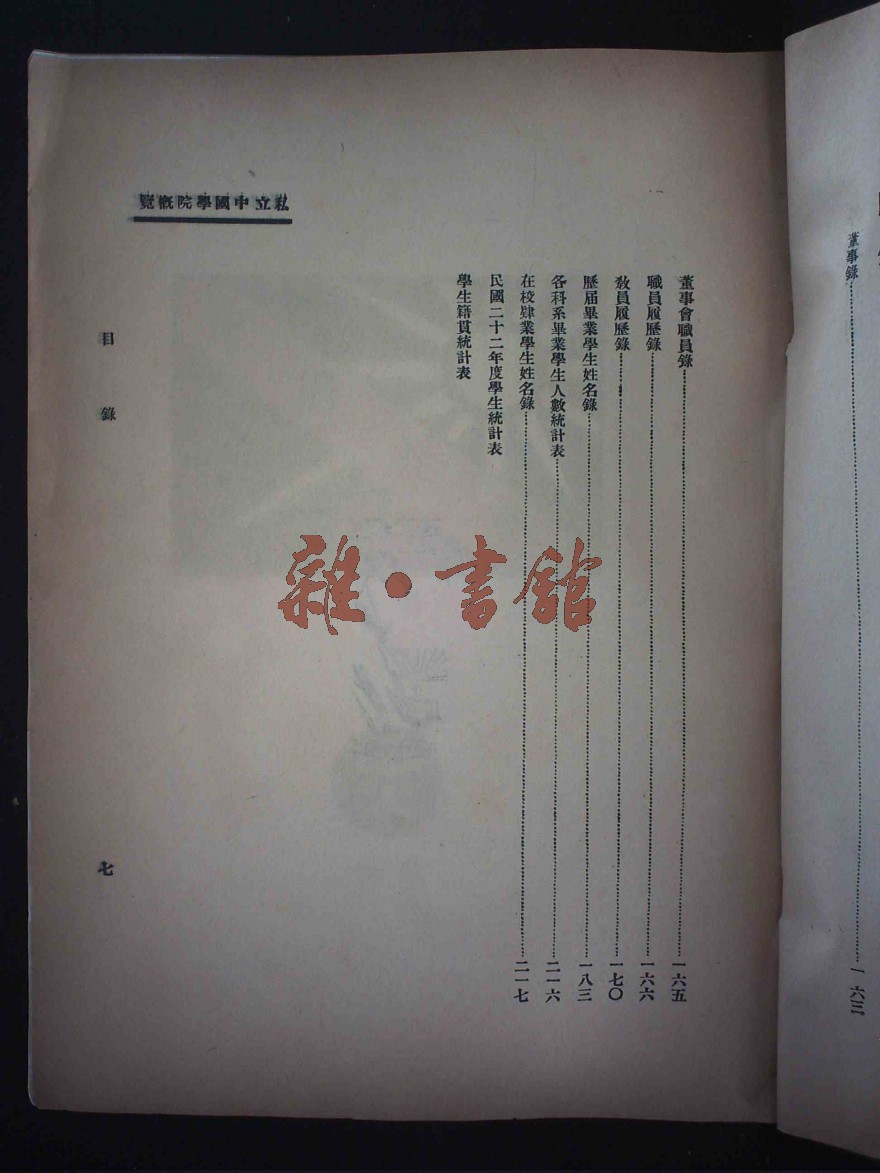 董事錄……一六三
私立中國學院概覽
董事會職員錄……一六五
職員履歷錄……一六六
教員履歷錄……一七〇
歷屆畢業學生姓名錄……一八三
各科系畢業學生人數統計表……二一六
在校肄業學生姓名錄……二一七
民國二十二年度學生統計表
學生籍貫統計表
目錄
七
雜·書館